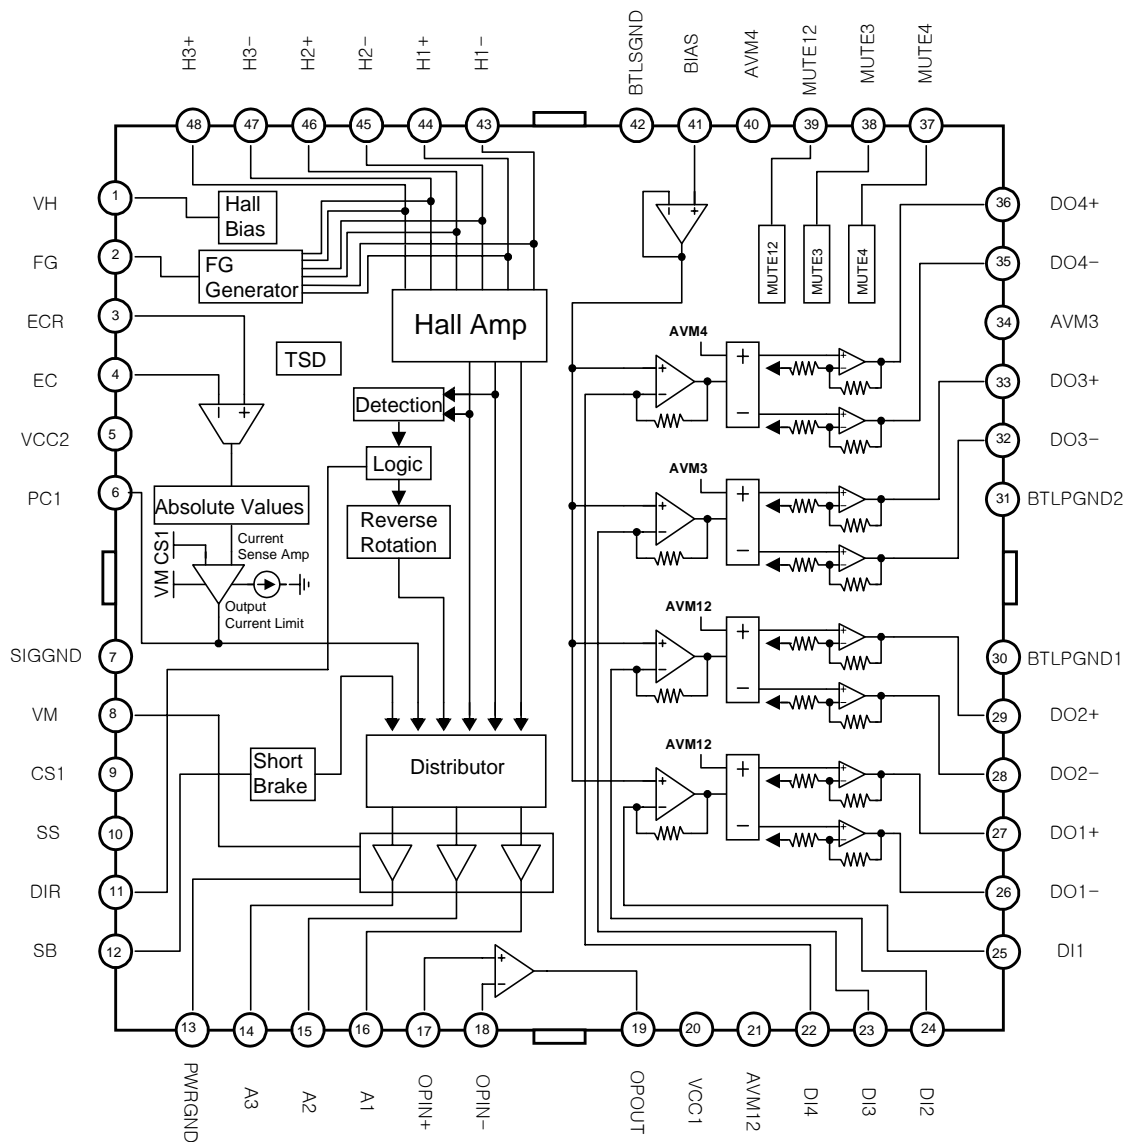 H3+
H3-
H2+
H2-
H1+
H1-
BTLSGND
BIAS
AVM4
MUTE12
MUTE3
MUTE4
48
47
46
45
44
43
42
41
40
39
38
37
VH
1
Hall
Bias
FG
2
FG
Generator
ECR
3
EC
4
VCC2
5
PC1
6
SIGGND
7
VM
8
CS1
9
SS
10
DIR
11
SB
12
Hall Amp
TSD
Detection
Logic
Reverse
Rotation
− +
Absolute Values
Current
Sense Amp
VM CS1
Output
Current Limit
Short
Brake
Distributor
+
−
− +
MUTE12
MUTE3
MUTE4
AVM4
+
−
+
−
+
−
+
−
AVM3
+
−
+
−
+
−
+
−
AVM12
+
−
+
−
+
−
+
−
AVM12
+
−
+
−
+
−
+
−
36
DO4+
35
DO4-
34
AVM3
33
DO3+
32
DO3-
31
BTLPGND2
30
BTLPGND1
29
DO2+
28
DO2-
27
DO1+
26
DO1-
25
DI1
13
14
15
16
17
18
19
20
21
22
23
24
PWRGND
A3
A2
A1
OPIN+
OPIN-
OPOUT
VCC1
AVM12
DI4
DI3
DI2